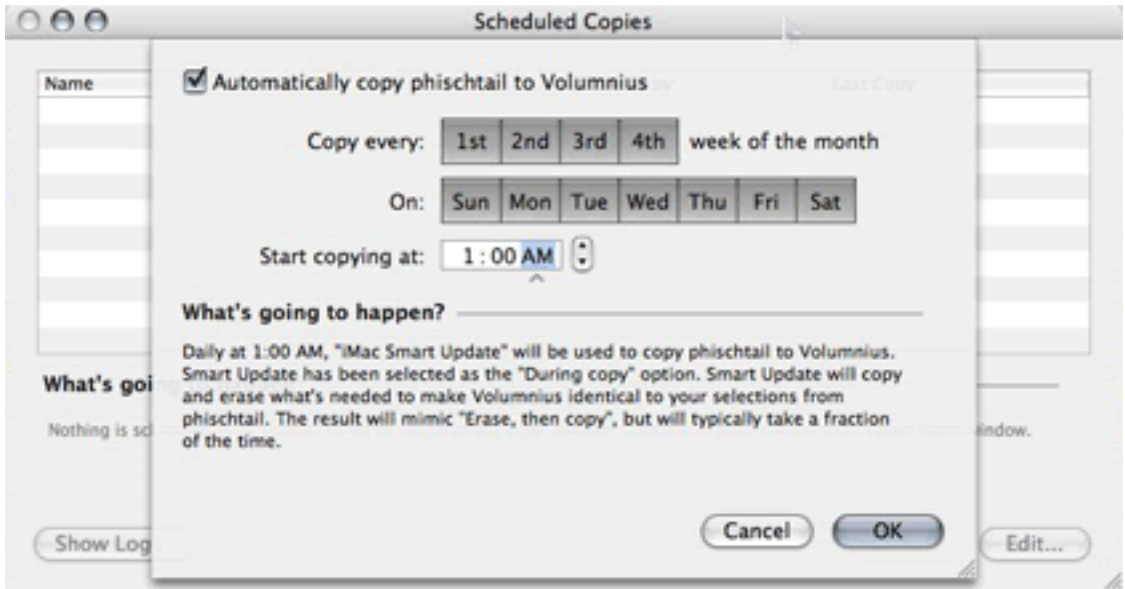 Scheduled Copies
Name
Last Copy
Automatically copy phischtail to Volumnius
Copy every: 1st 2nd 3rd 4th week of the month
On: Sun Mon Tue Wed Thu Fri Sat
Start copying at: 1:00 AM
What's going to happen?
Daily at 1:00 AM, "iMac Smart Update" will be used to copy phischtail to Volumnius.
Smart Update has been selected as the "During copy" option. Smart Update will copy
and erase what's needed to make Volumnius identical to your selections from
phischtail. The result will mimic "Erase, then copy", but will typically take a fraction
of the time.
What's goi
Nothing is
window.
Cancel
OK
Show Log
Edit...